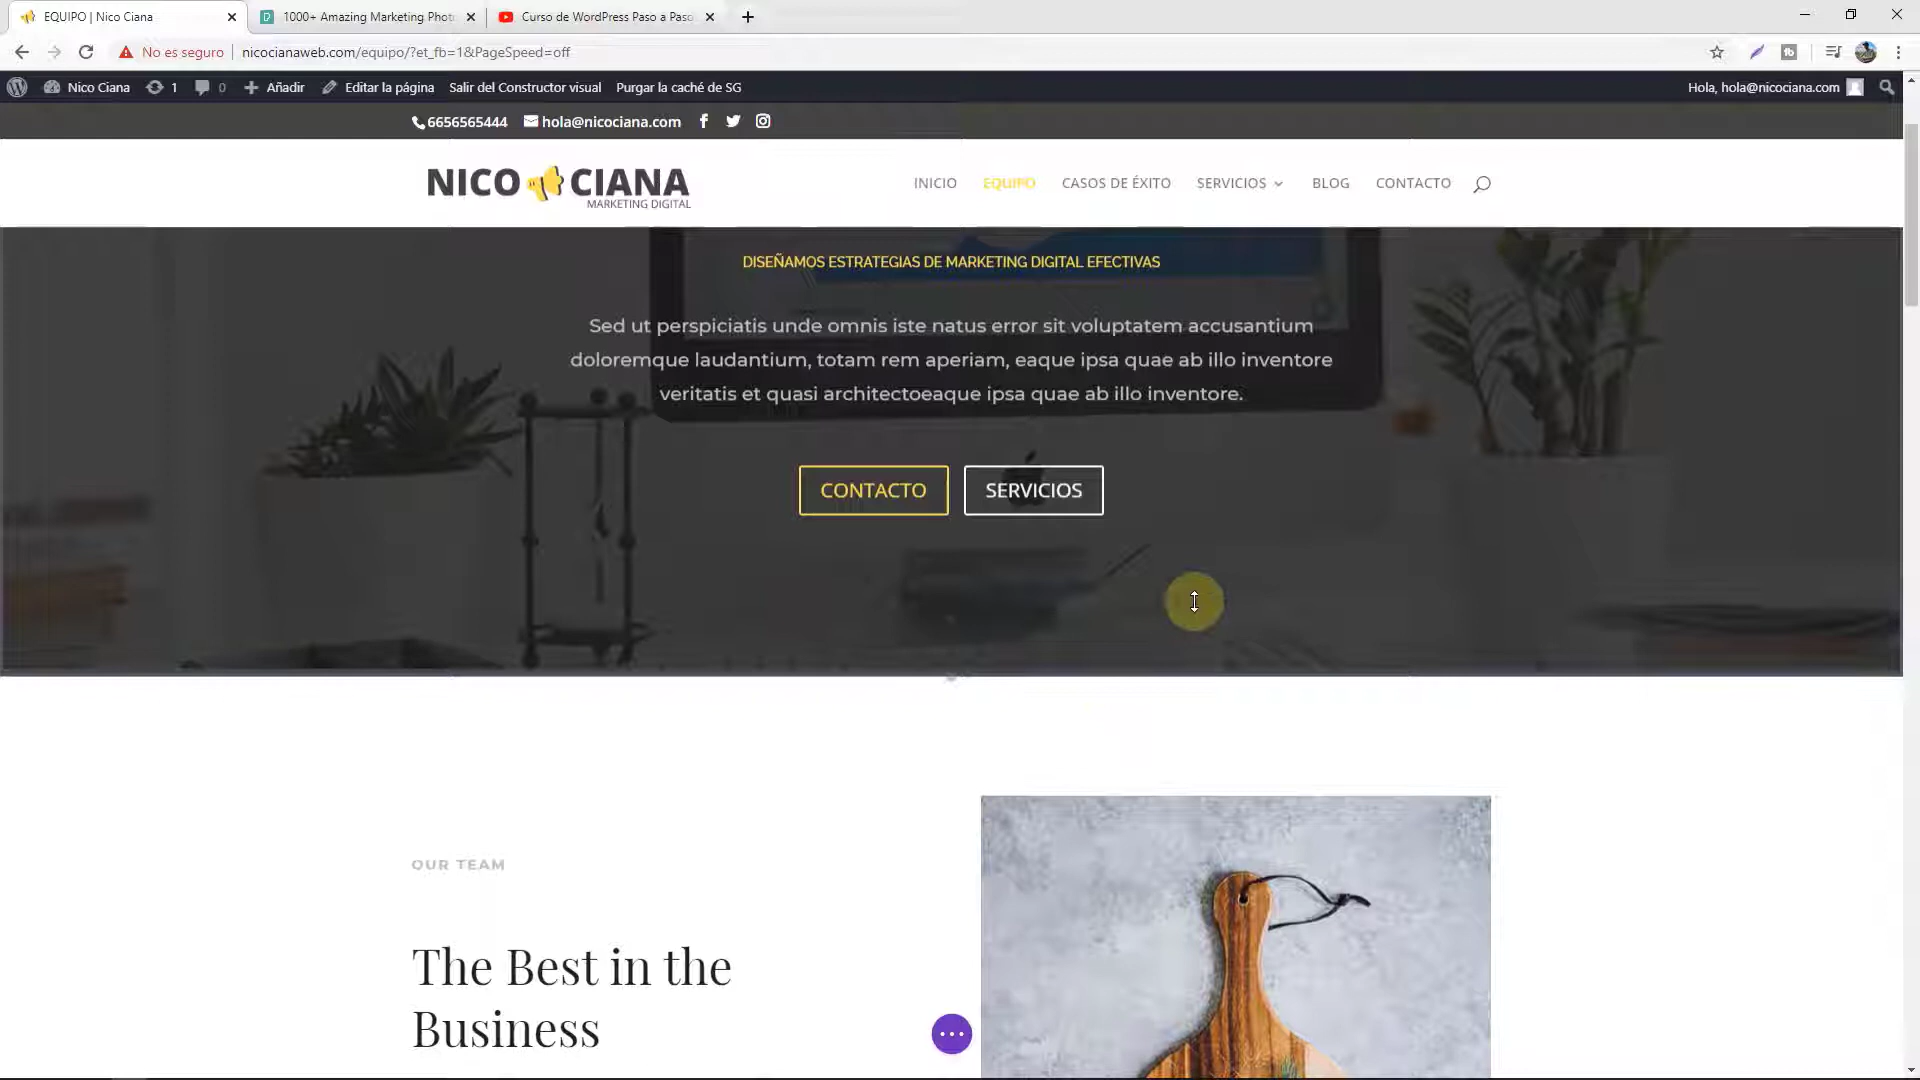 EQUIPO | Nico Ciana
1000+ Amazing Marketing Phot
Curso de WordPress Paso a Paso
No es seguro
nicocianaweb.com/equipo/?et_fb=1&PageSpeed=off
Nico Ciana
1
0
Añadir
Editar la página
Salir del Constructor visual
Purgar la caché de SG
Hola, hola@nicociana.com
6656565444
hola@nicociana.com
NICO CIANA
MARKETING DIGITAL
INICIO
EQUIPO
CASOS DE ÉXITO
SERVICIOS
BLOG
CONTACTO
DISEÑAMOS ESTRATEGIAS DE MARKETING DIGITAL EFECTIVAS
Sed ut perspiciatis unde omnis iste natus error sit voluptatem accusantium
doloremque laudantium, totam rem aperiam, eaque ipsa quae ab illo inventore
veritatis et quasi architectoeaque ipsa quae ab illo inventore.
CONTACTO
SERVICIOS
OUR TEAM
The Best in the
Business